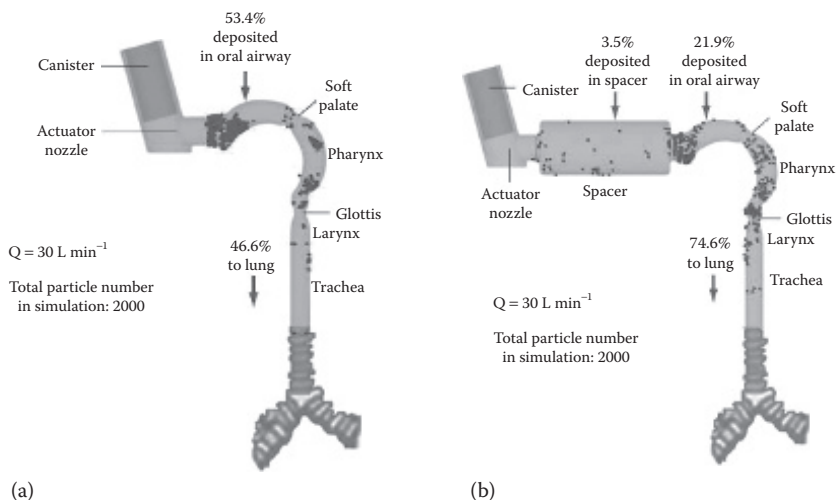 53.4%
deposited
in oral airway
Canister
Soft
palate
Actuator
nozzle
Pharynx
Glottis
Larynx
Q = 30 L min⁻¹
46.6%
to lung
Total particle number
in simulation: 2000
Trachea
(a)
3.5%
deposited
in spacer
21.9%
deposited
in oral airway
Canister
Soft
palate
Pharynx
Actuator
nozzle
Spacer
Glottis
Larynx
74.6%
to lung
Trachea
Q = 30 L min⁻¹
Total particle number
in simulation: 2000
(b)